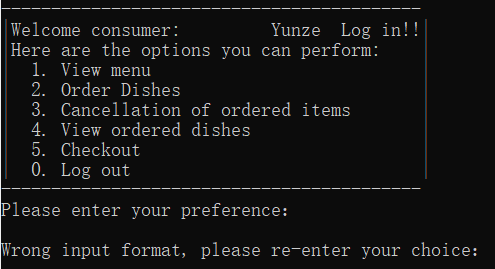 Welcome consumer: Yunze Log in!!
Here are the options you can perform:
1. View menu
2. Order Dishes
3. Cancellation of ordered items
4. View ordered dishes
5. Checkout
0. Log out
Please enter your preference:
Wrong input format, please re-enter your choice: